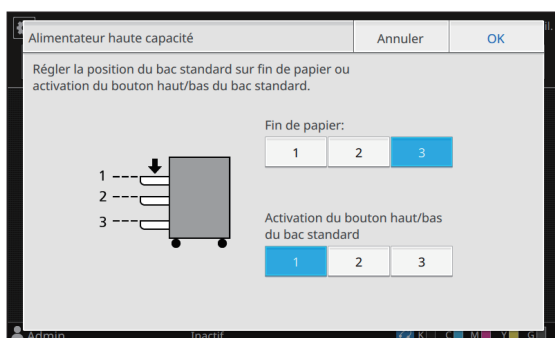 Alimentateur haute capacité
Annuler
OK
Régler la position du bac standard sur fin de papier ou
activation du bouton haut/bas du bac standard.
Fin de papier:
1 2 3
1
2
3
Activation du bouton haut/bas
du bac standard
1 2 3
Admin
Inactif
K C M Y G